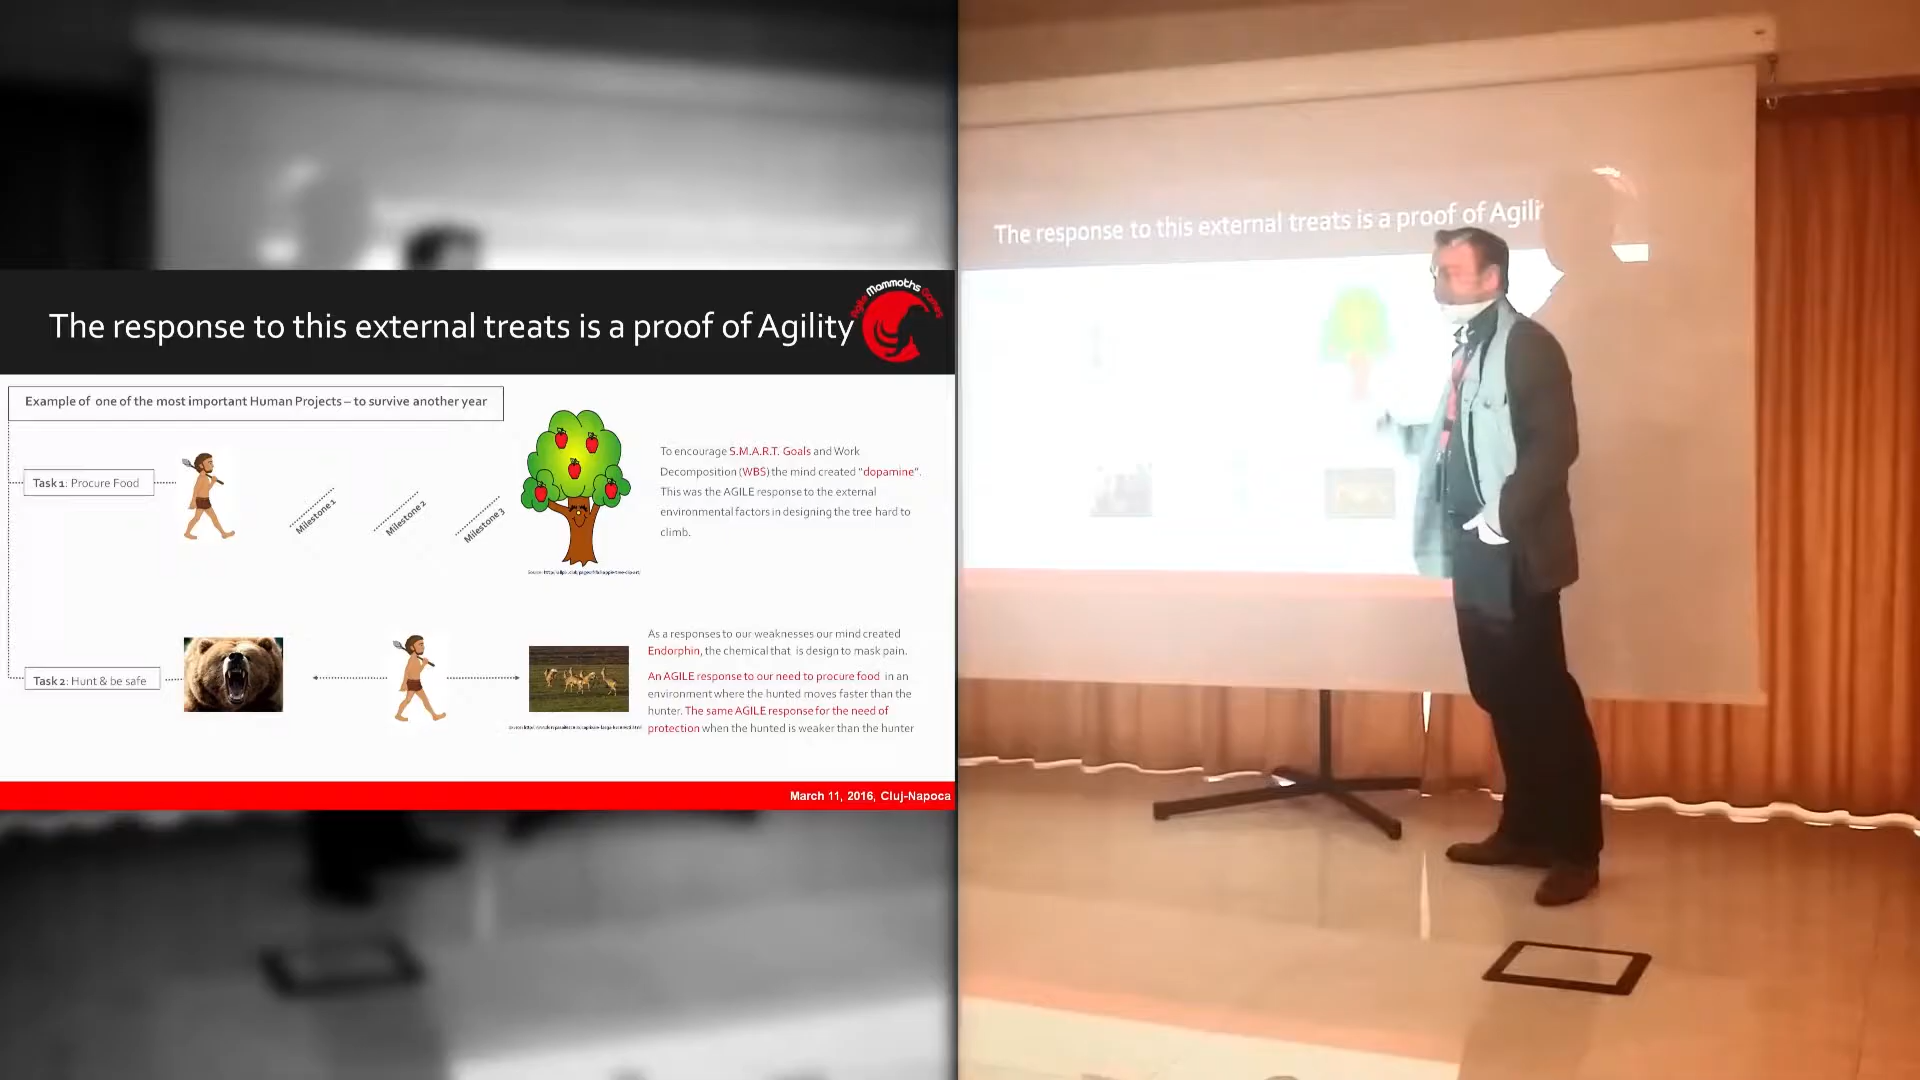 The response to this external treats is a proof of Agility
Agile Mammoths Games
Example of one of the most important Human Projects – to survive another year
Task 1: Procure Food
Milestone 1
Milestone 2
Milestone 3
To encourage S.M.A.R.T. Goals and Work
Decomposition (WBS) the mind created "dopamine".
This was the AGILE response to the external
environmental factors in designing the tree hard to
climb.
Task 2: Hunt & be safe
As a responses to our weaknesses our mind created
Endorphin, the chemical that is design to mask pain.
An AGILE response to our need to procure food in an
environment where the hunted moves faster than the
hunter. The same AGILE response for the need of
protection when the hunted is weaker than the hunter
March 11, 2016, Cluj-Napoca
The response to this external treats is a proof of Agili